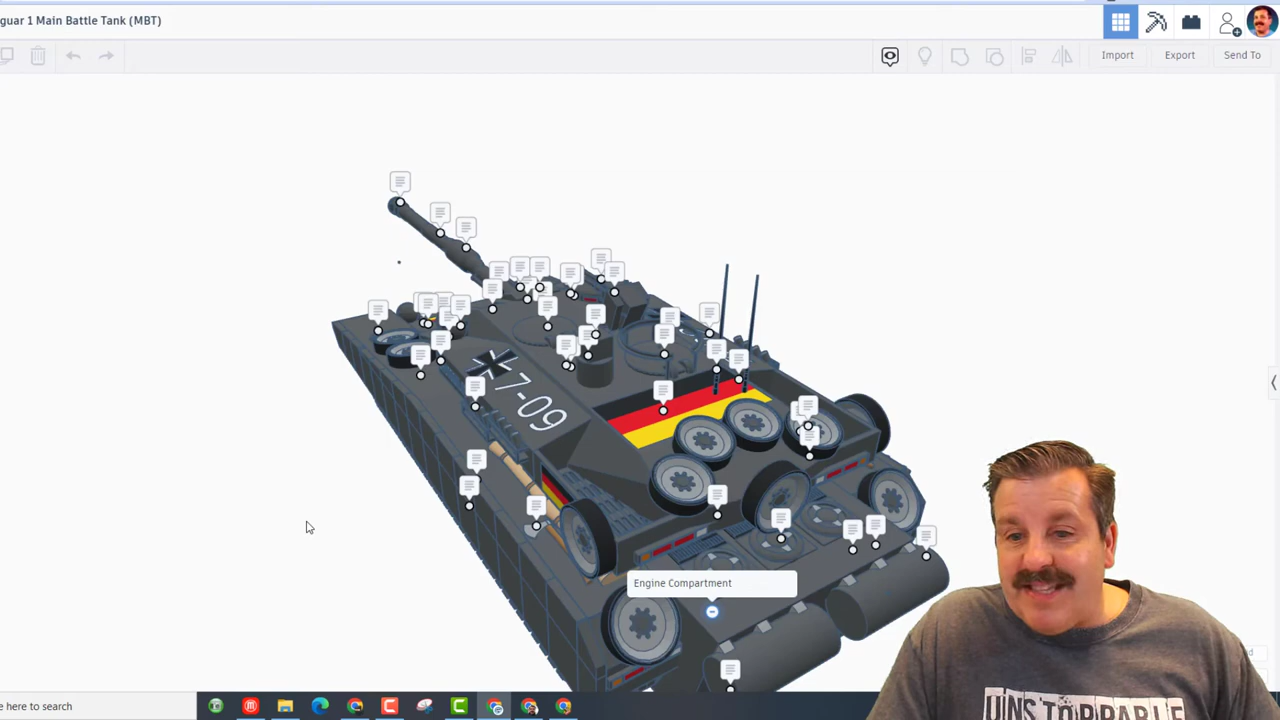 guar 1 Main Battle Tank (MBT)
Import
Export
Send To
7-09
Engine Compartment
e here to search